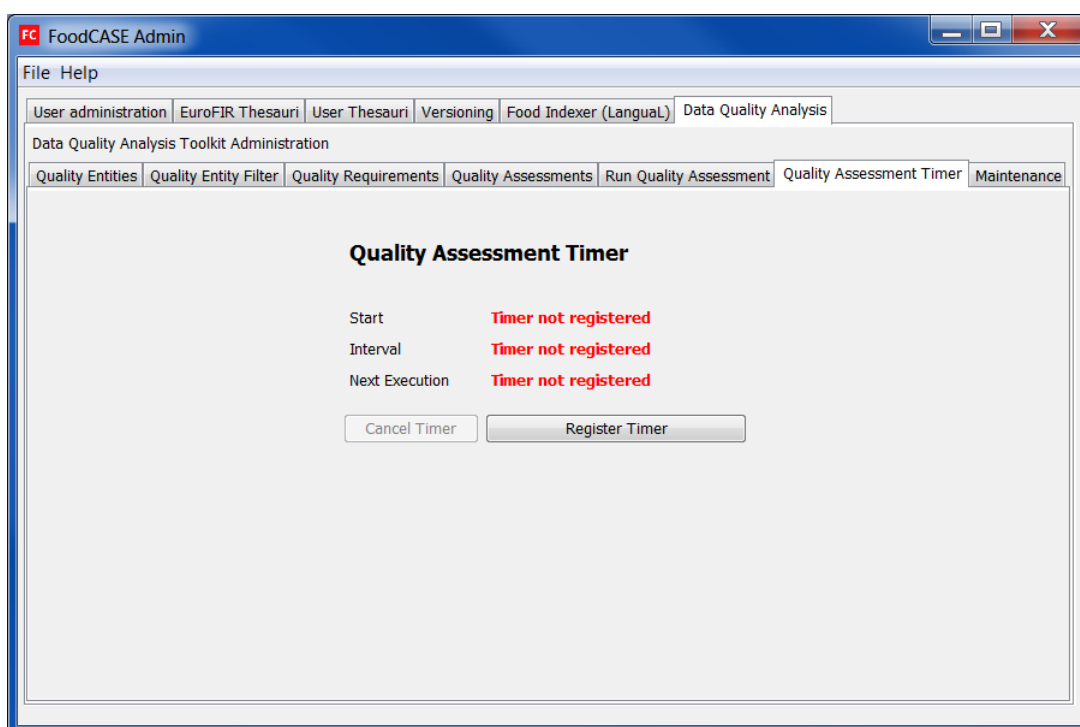 FC FoodCASE Admin
File Help
User administration EuroFIR Thesauri User Thesauri Versioning Food Indexer (LanguaL) Data Quality Analysis
Data Quality Analysis Toolkit Administration
Quality Entities Quality Entity Filter Quality Requirements Quality Assessments Run Quality Assessment Quality Assessment Timer Maintenance
Quality Assessment Timer
Start Timer not registered
Interval Timer not registered
Next Execution Timer not registered
Cancel Timer Register Timer